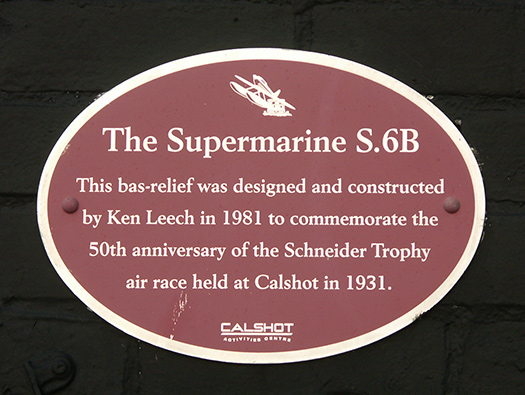 The Supermarine S.6B
This bas-relief was designed and constructed
by Ken Leech in 1981 to commemorate the
50th anniversary of the Schneider Trophy
air race held at Calshot in 1931.
CALSHOT
ACTIVITIES CENTRE